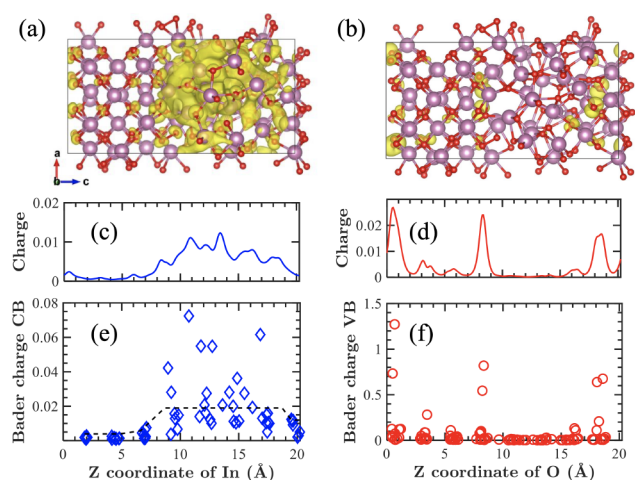 (a)
(b)
a
b
c
(c)
(d)
Charge
0.02
0.01
0
Charge
0.02
0.01
0
(e)
(f)
Bader charge CB
0.08
0.06
0.04
0.02
0 5 10 15 20
Z coordinate of In (Å)
Bader charge VB
1.5
1
0.5
0
0 5 10 15 20
Z coordinate of O (Å)